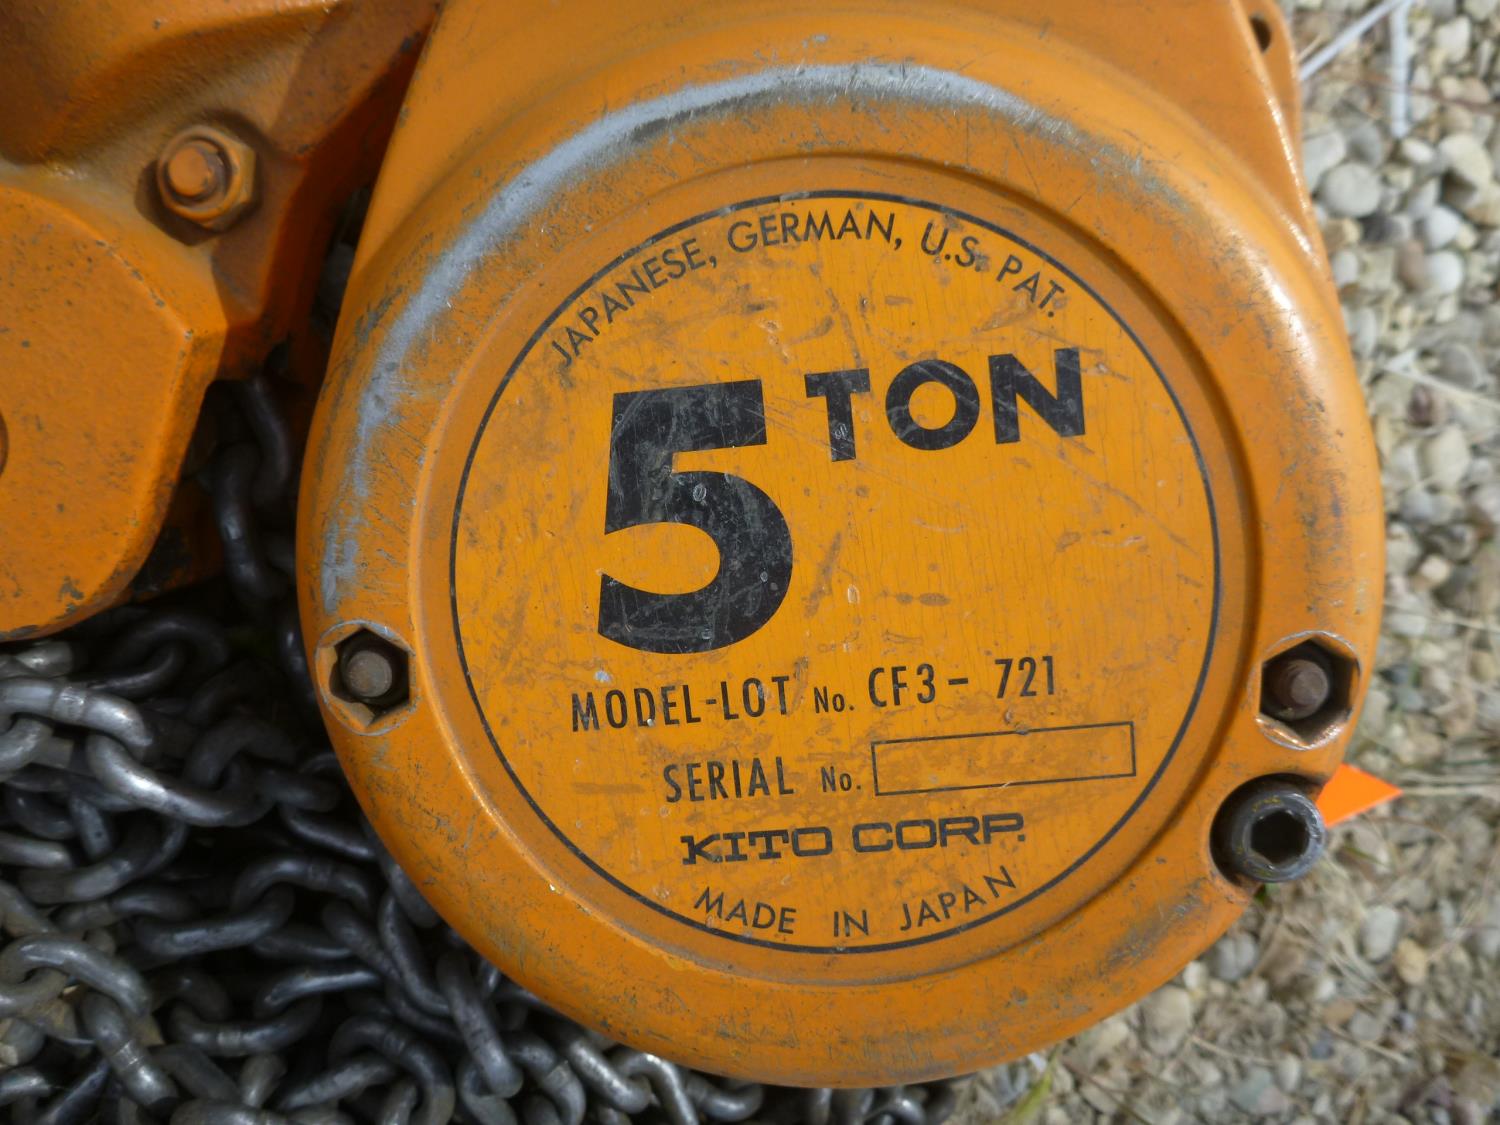 JAPANESE, GERMAN, U.S. PAT.
5 TON
MODEL-LOT No. CF3- 721
SERIAL No.
KITO CORP.
MADE IN JAPAN